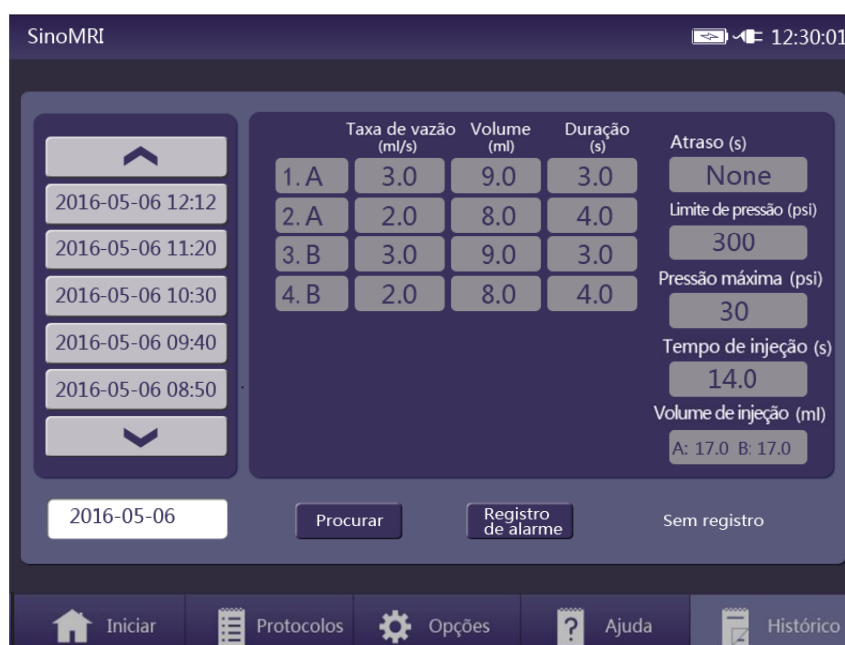 SinoMRI 12:30:01
Taxa de vazão (ml/s) Volume (ml) Duração (s)
1. A 3.0 9.0 3.0
2. A 2.0 8.0 4.0
3. B 3.0 9.0 3.0
4. B 2.0 8.0 4.0
2016-05-06 12:12
2016-05-06 11:20
2016-05-06 10:30
2016-05-06 09:40
2016-05-06 08:50
Atraso (s)
None
Limite de pressão (psi)
300
Pressão máxima (psi)
30
Tempo de injeção (s)
14.0
Volume de injeção (ml)
A: 17.0 B: 17.0
2016-05-06
Procurar
Registro
de alarme
Sem registro
Iniciar Protocolos Opções Ajuda Histórico